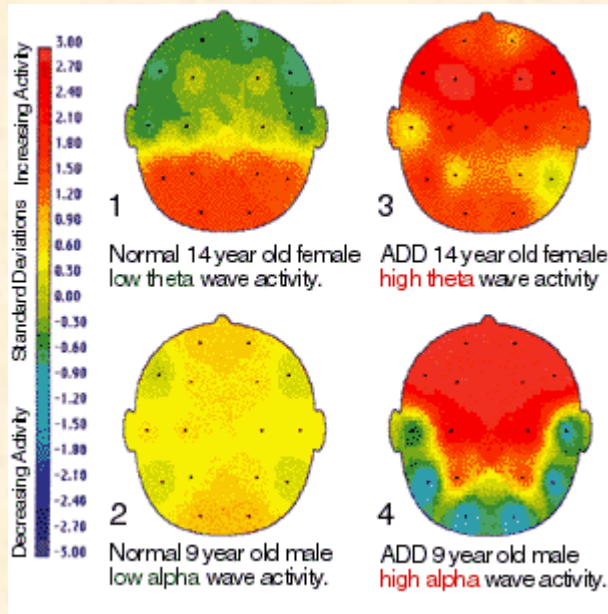 Increasing Activity
Standard Deviations
Decreasing Activity
3.00
2.70
2.40
2.10
1.80
1.50
1.20
0.90
0.60
0.30
0.00
-0.30
-0.60
-0.90
-1.20
-1.50
-1.80
-2.10
-2.40
-2.70
-3.00
1
Normal 14 year old female
low theta wave activity.
3
ADD 14 year old female
high theta wave activity
2
Normal 9 year old male
low alpha wave activity.
4
ADD 9 year old male
high alpha wave activity.